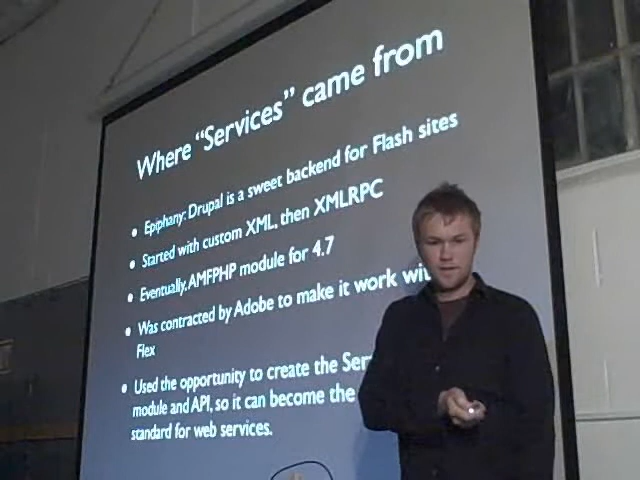 Where “Services” came from
• Epiphany: Drupal is a sweet backend for Flash sites
• Started with custom XML, then XMLRPC
• Eventually, AMFPHP module for 4.7
• Was contracted by Adobe to make it work
Flex
• Used the opportunity to create the
module and API, so it can become the
standard for web services.